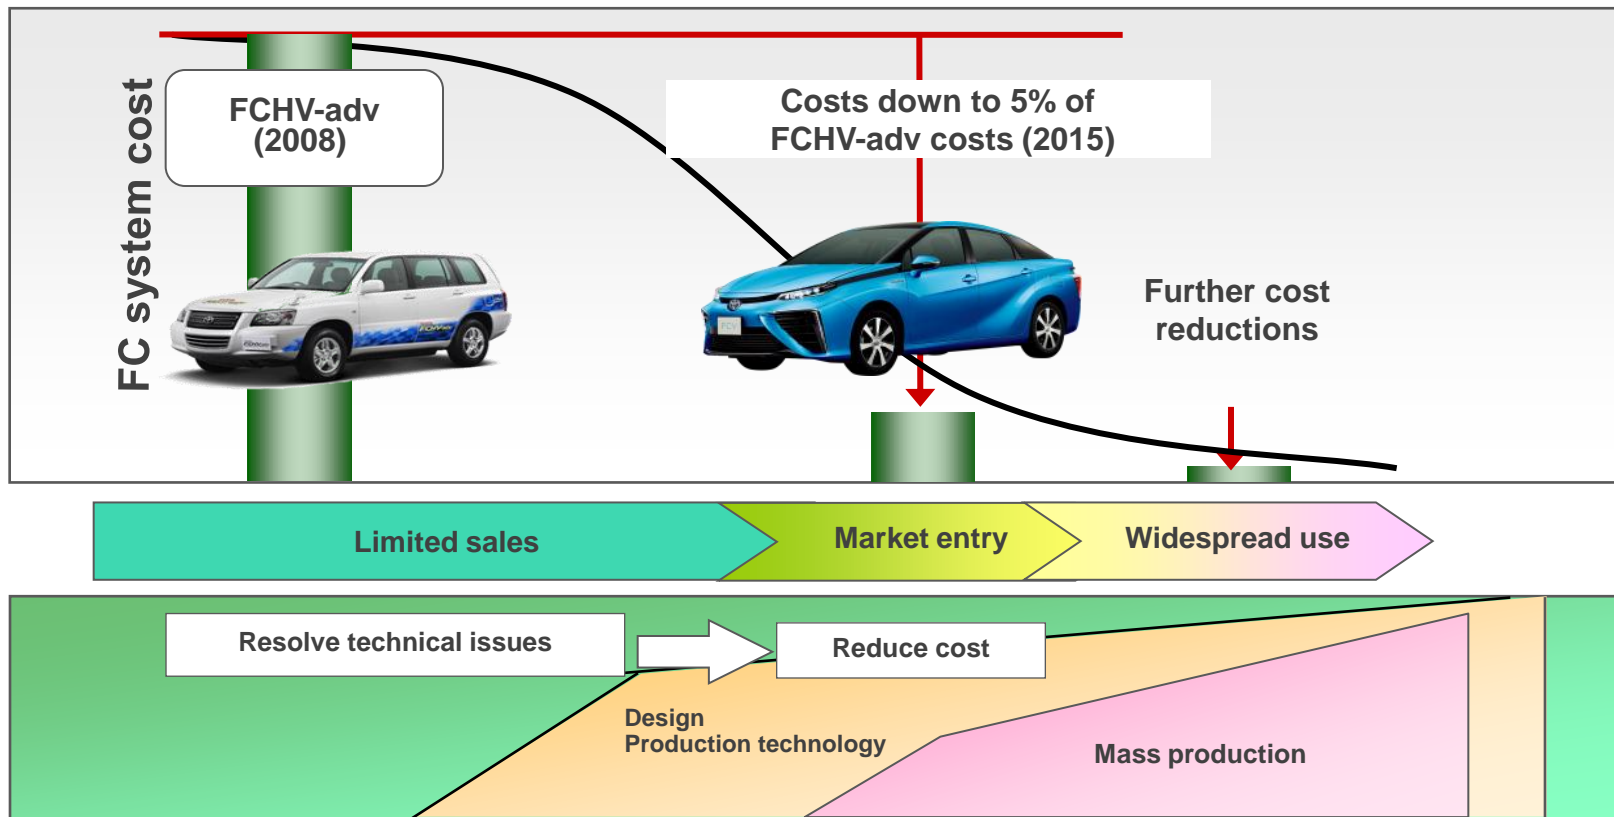 FC system cost
FCHV-adv
(2008)
Costs down to 5% of
FCHV-adv costs (2015)
FCV
Further cost
reductions
Limited sales
Market entry
Widespread use
Resolve technical issues
Reduce cost
Design
Production technology
Mass production